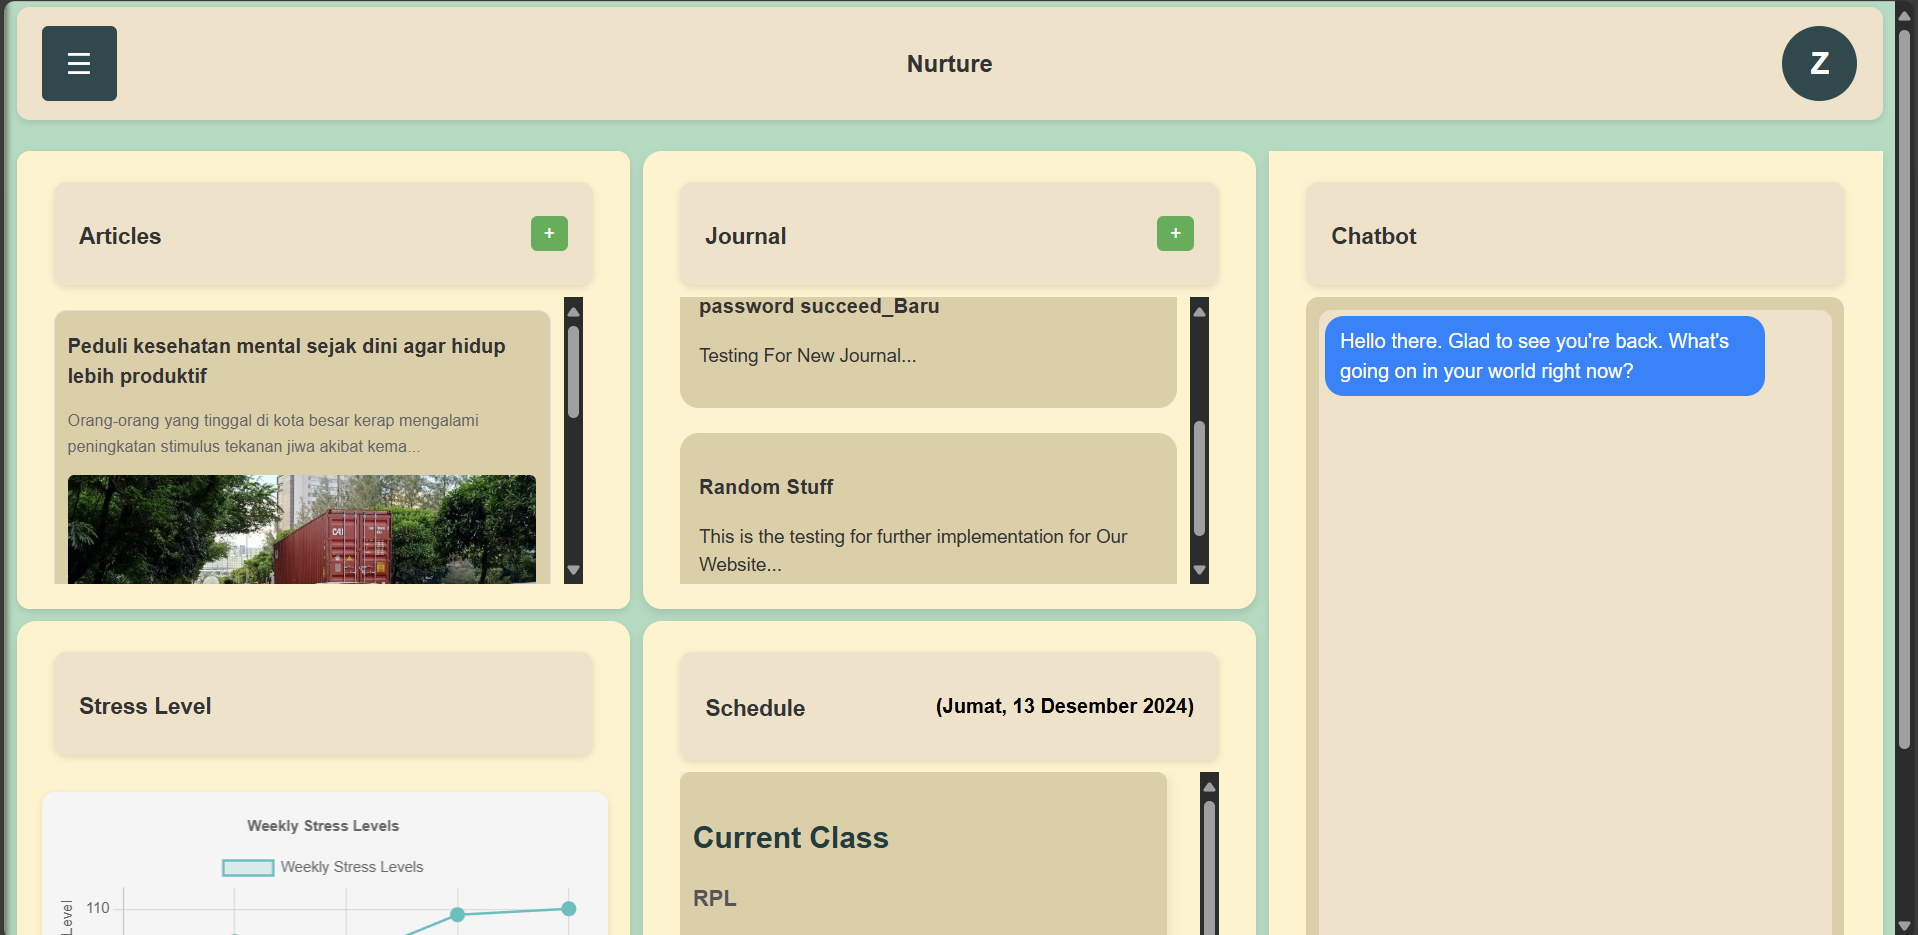 ☰
Nurture
Z
Articles
+
Peduli kesehatan mental sejak dini agar hidup
lebih produktif
Orang-orang yang tinggal di kota besar kerap mengalami
peningkatan stimulus tekanan jiwa akibat kema...
CAI
Journal
+
password succeed_Baru
Testing For New Journal...
Random Stuff
This is the testing for further implementation for Our
Website...
Chatbot
Hello there. Glad to see you're back. What's
going on in your world right now?
Stress Level
Weekly Stress Levels
Weekly Stress Levels
Level
110
Schedule
(Jumat, 13 Desember 2024)
Current Class
RPL